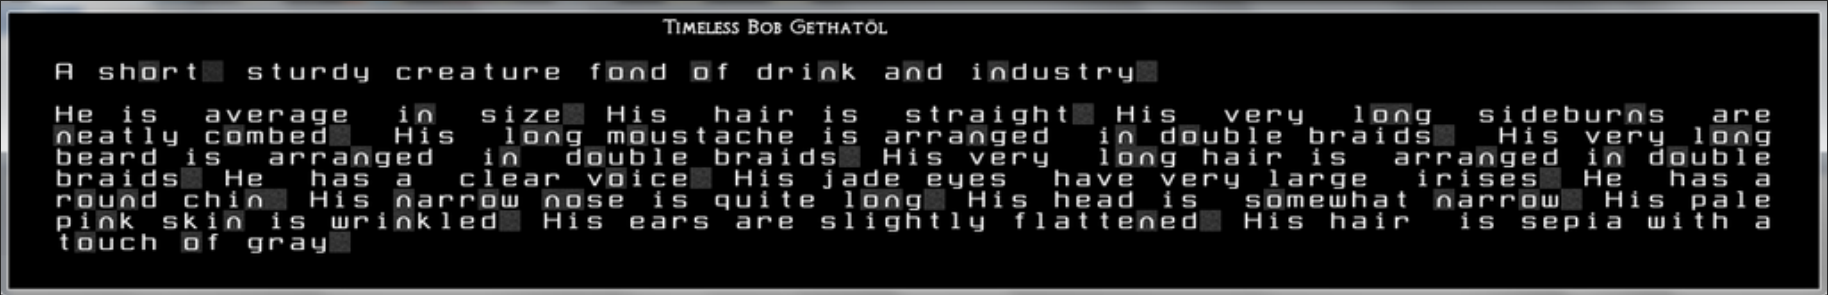 Timeless Bob Gethatōl
A short sturdy creature fond of drink and industry
He is average in size His hair is straight His very long sideburns are
neatly combed His long moustache is arranged in double braids His very long
beard is arranged in double braids His very long hair is arranged in double
braids He has a clear voice His jade eyes have very large irises He has a
round chin His narrow nose is quite long His head is somewhat narrow His pale
pink skin is wrinkled His ears are slightly flattened His hair is sepia with a
touch of gray